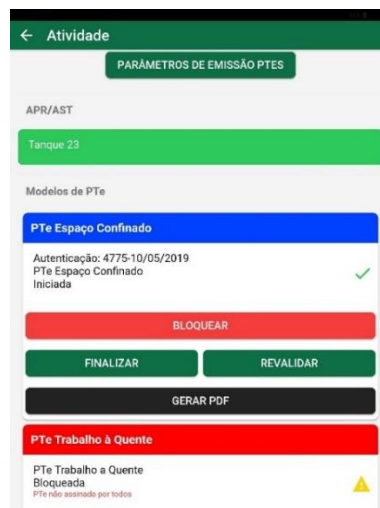 Atividade
PARÂMETROS DE EMISSÃO PTES
APR/AST
Tanque 23
Modelos de PTe
PTe Espaço Confinado
Autenticação: 4775-10/05/2019
PTe Espaço Confinado
Iniciada
BLOQUEAR
FINALIZAR
REVALIDAR
GERAR PDF
PTe Trabalho à Quente
PTe Trabalho a Quente
Bloqueada
PTe não assinada por todos